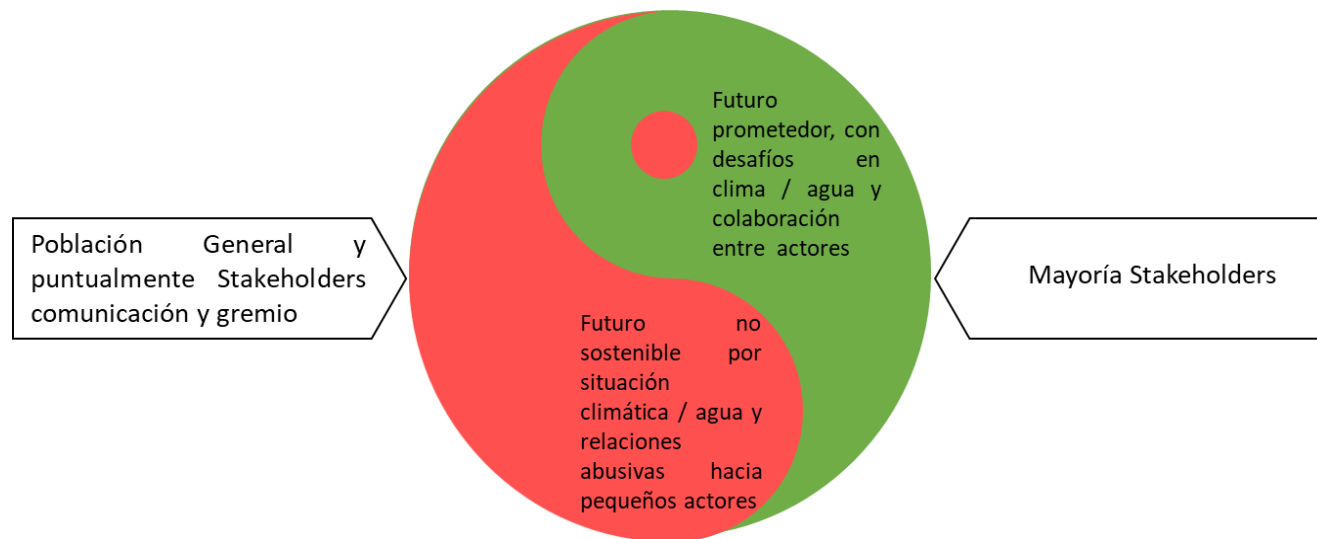 Población General y
puntualmente Stakeholders
comunicación y gremio
Futuro
prometedor, con
desafíos en
clima / agua y
colaboración
entre actores
Futuro no
sostenible por
situación
climática / agua y
relaciones
abusivas hacia
pequeños actores
Mayoría Stakeholders